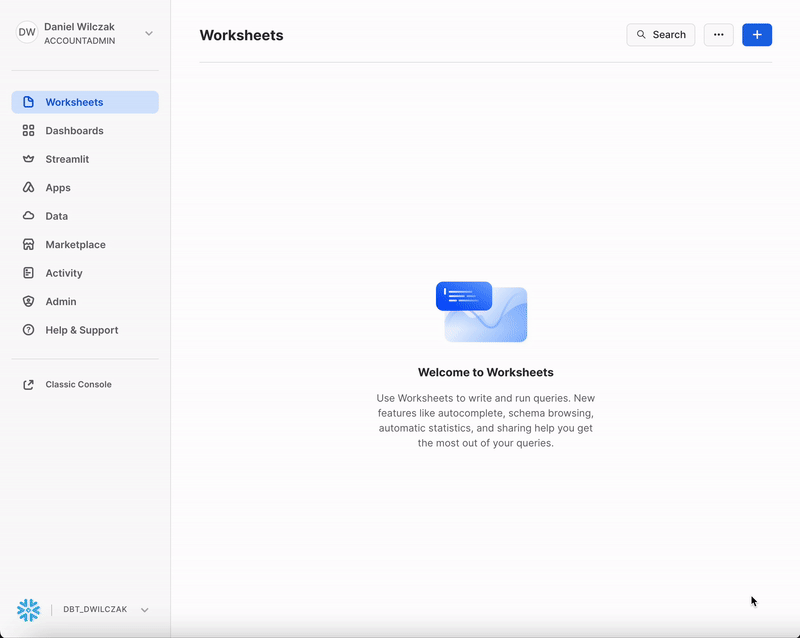 DW
Daniel Wilczak
ACCOUNTADMIN
Worksheets
Dashboards
Streamlit
Apps
Data
Marketplace
Activity
Admin
Help & Support
Classic Console
DBT_DWILCZAK
Worksheets
Search
Welcome to Worksheets
Use Worksheets to write and run queries. New
features like autocomplete, schema browsing,
automatic statistics, and sharing help you get
the most out of your queries.